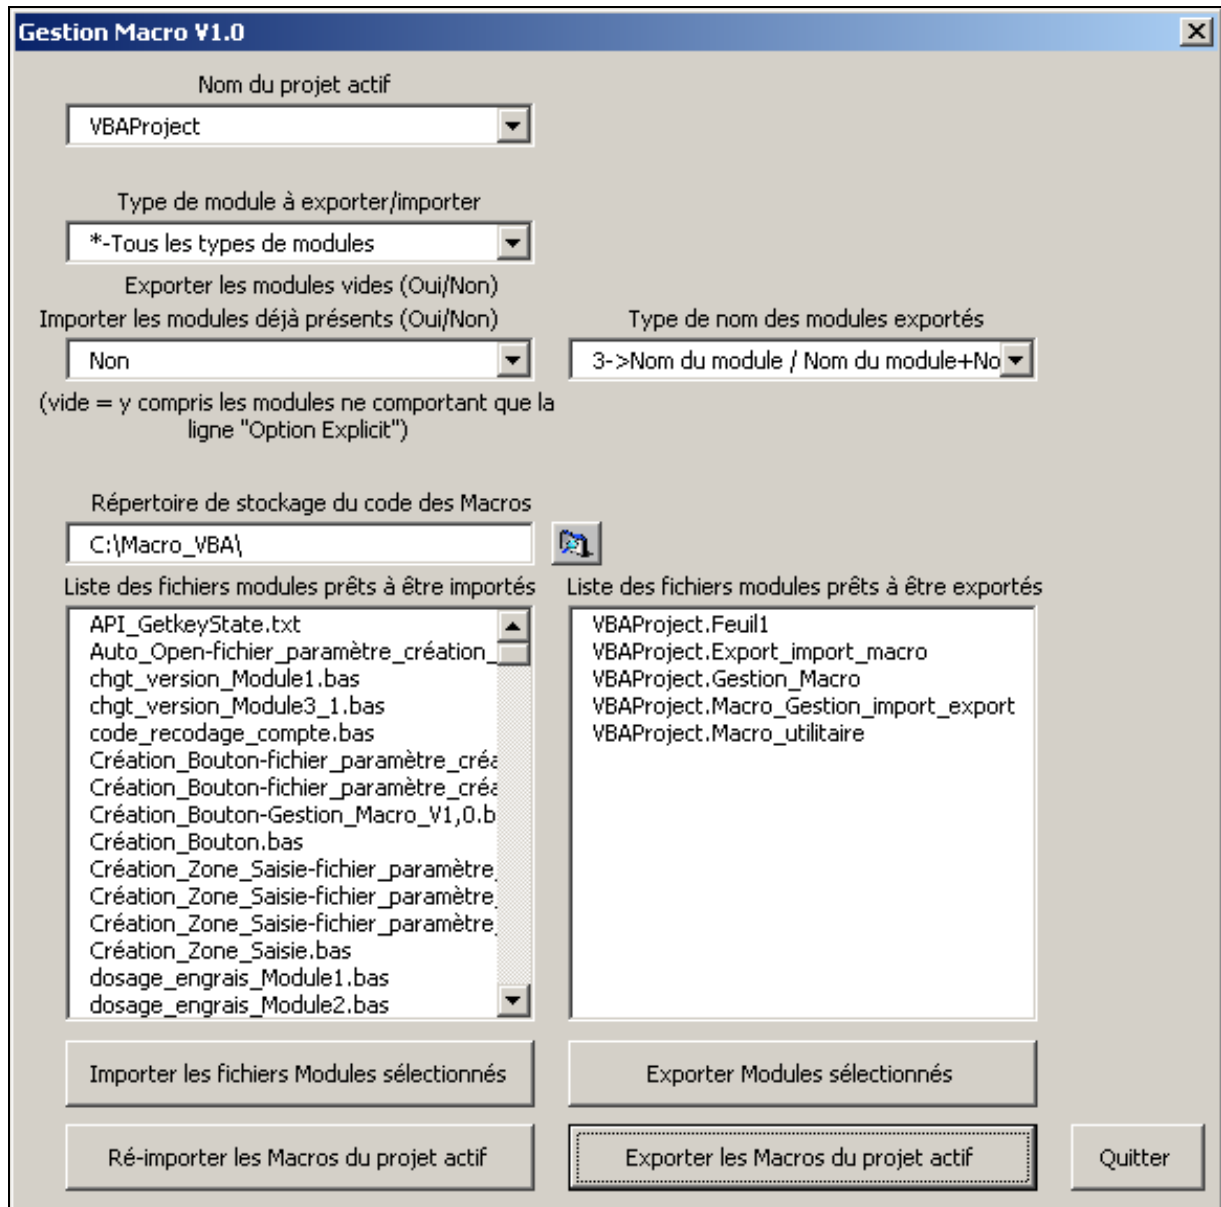 Gestion Macro V1.0
Nom du projet actif
VBAProject
Type de module à exporter/importer
*-Tous les types de modules
Exporter les modules vides (Oui/Non)
Importer les modules déjà présents (Oui/Non)
Type de nom des modules exportés
Non
3->Nom du module / Nom du module+No
(vide = y compris les modules ne comportant que la
ligne "Option Explicit")
Répertoire de stockage du code des Macros
C:\Macro_VBA\
Liste des fichiers modules prêts à être importés
API_GetkeyState.txt
Auto_Open-fichier_paramètre_création_
chgt_version_Module1.bas
chgt_version_Module3_1.bas
code_recodage_compte.bas
Création_Bouton-fichier_paramètre_créa
Création_Bouton-fichier_paramètre_créa
Création_Bouton-Gestion_Macro_V1,0.b
Création_Bouton.bas
Création_Zone_Saisie-fichier_paramètre_
Création_Zone_Saisie-fichier_paramètre_
Création_Zone_Saisie-fichier_paramètre_
Création_Zone_Saisie.bas
dosage_engrais_Module1.bas
dosage_engrais_Module2.bas
Liste des fichiers modules prêts à être exportés
VBAProject.Feuil1
VBAProject.Export_import_macro
VBAProject.Gestion_Macro
VBAProject.Macro_Gestion_import_export
VBAProject.Macro_utilitaire
Importer les fichiers Modules sélectionnés
Exporter Modules sélectionnés
Ré-importer les Macros du projet actif
Exporter les Macros du projet actif
Quitter